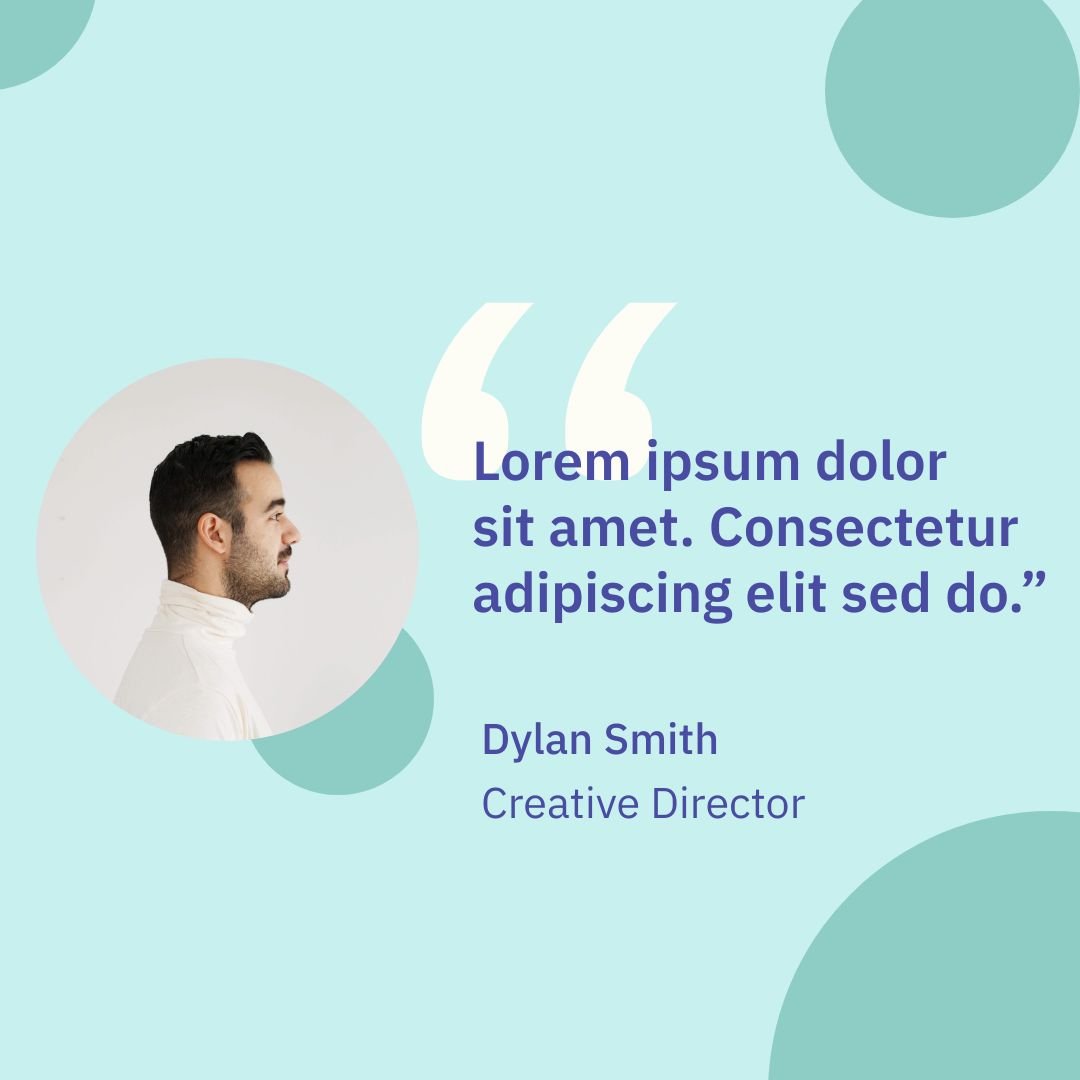 “Lorem ipsum dolor
sit amet. Consectetur
adipiscing elit sed do.”
Dylan Smith
Creative Director